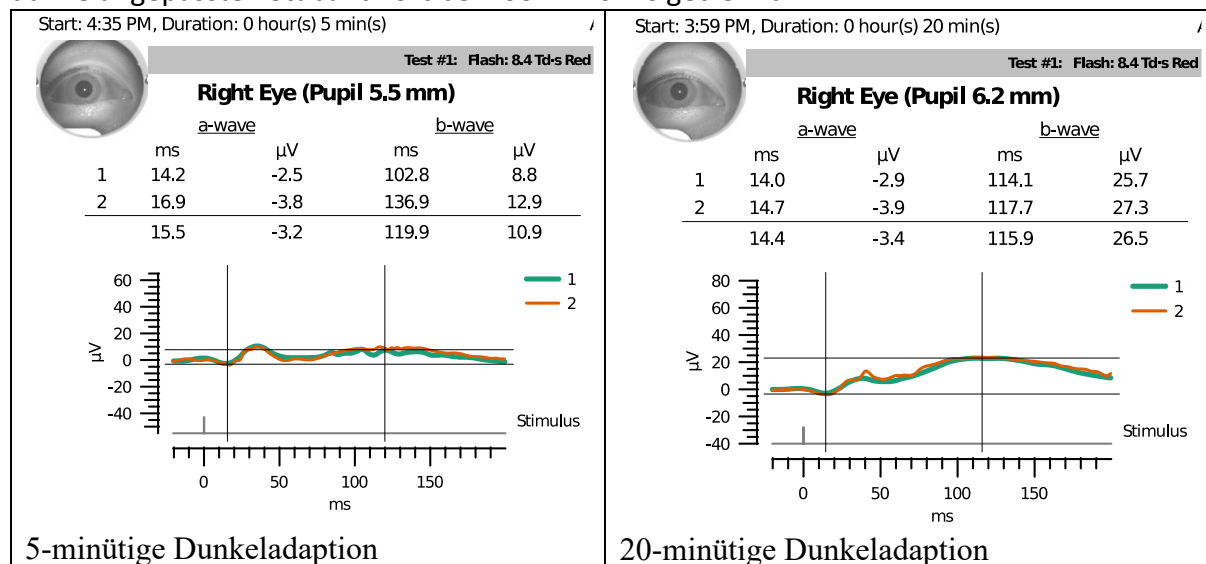 Start: 4:35 PM, Duration: 0 hour(s) 5 min(s)
Test #1: Flash: 8.4 Td·s Red
Right Eye (Pupil 5.5 mm)
a-wave b-wave
ms µV ms µV
1 14.2 -2.5 102.8 8.8
2 16.9 -3.8 136.9 12.9
15.5 -3.2 119.9 10.9
60
40
20
0
-20
-40
µV
1
2
Stimulus
0 50 100 150
ms
5-minütige Dunkeladaption
Start: 3:59 PM, Duration: 0 hour(s) 20 min(s)
Test #1: Flash: 8.4 Td·s Red
Right Eye (Pupil 6.2 mm)
a-wave b-wave
ms µV ms µV
1 14.0 -2.9 114.1 25.7
2 14.7 -3.9 117.7 27.3
14.4 -3.4 115.9 26.5
80
60
40
20
0
-20
-40
µV
1
2
Stimulus
0 50 100 150
ms
20-minütige Dunkeladaption